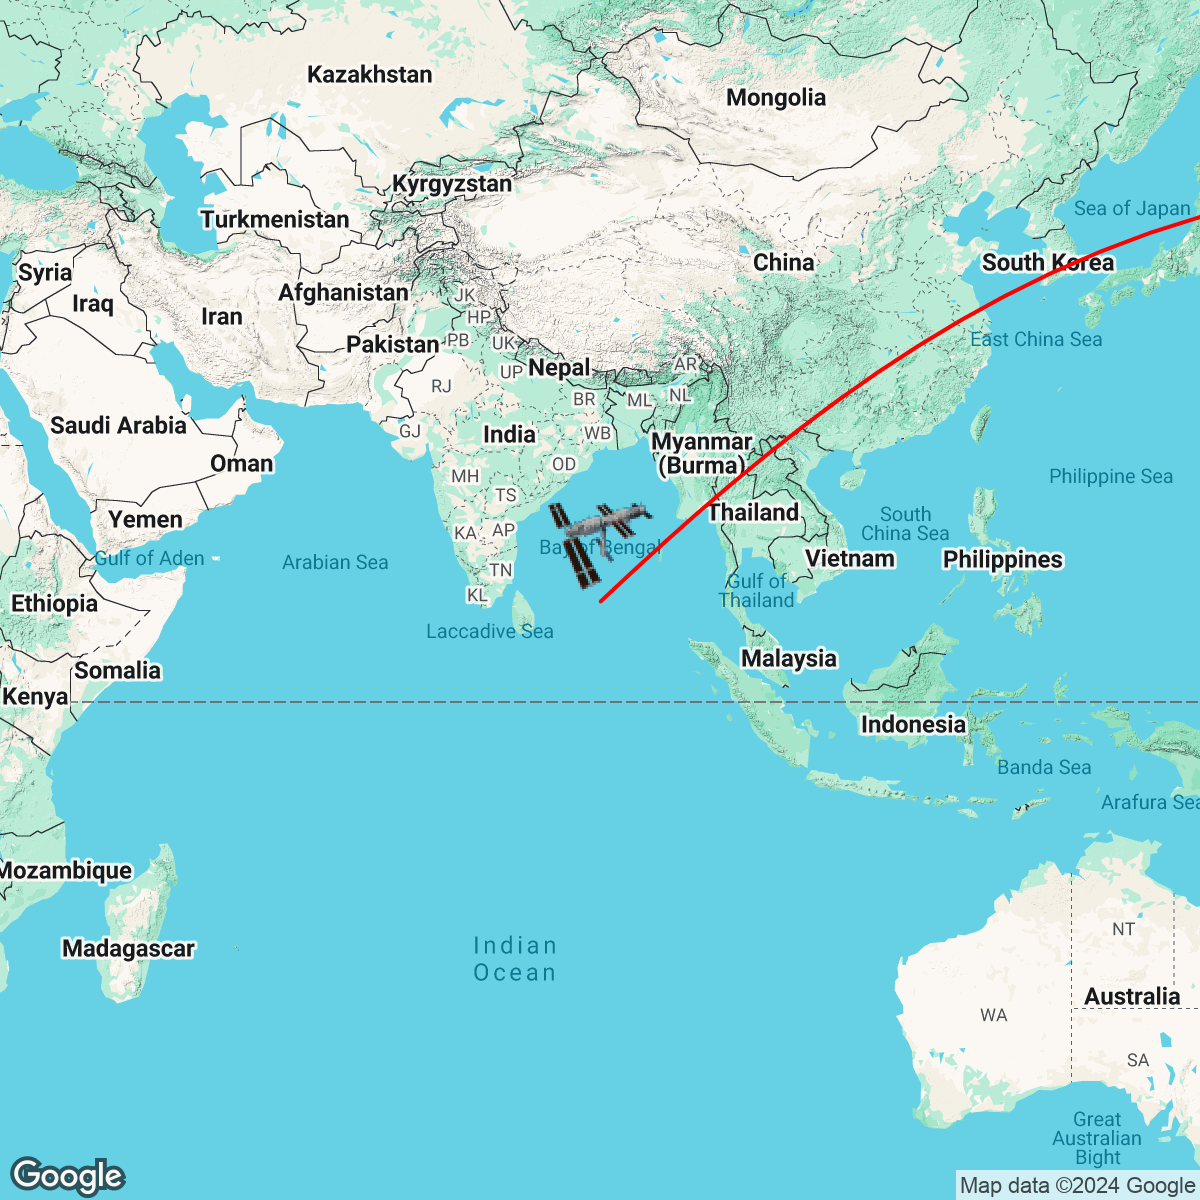 Kazakhstan
Mongolia
Kyrgyzstan
Turkmenistan
Sea of Japan
Syria
China
South Korea
Iraq
Afghanistan
JK
HP
Iran
Pakistan
PB
UK
East China Sea
Nepal
UP
AR
RJ
BR
ML
NL
Saudi Arabia
GJ
India
WB
Myanmar
(Burma)
Oman
MH
OD
Philippine Sea
TS
Yemen
Thailand
South
China Sea
KA
AP
Bay of Bengal
Gulf of Aden
Arabian Sea
Vietnam
Philippines
TN
Gulf of
Thailand
KL
Ethiopia
Laccadive Sea
Malaysia
Somalia
Kenya
Indonesia
Banda Sea
Arafura Sea
Mozambique
NT
Madagascar
Indian
Ocean
Australia
WA
SA
Great
Australian
Bight
Google
Map data ©2024 Google